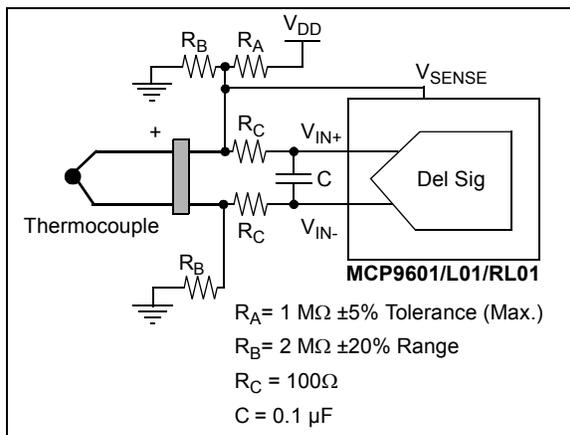 V_DD
R_B R_A
V_SENSE
+ R_C V_IN+
C Del Sig
Thermocouple R_C V_IN-
R_B MCP9601/L01/RL01
R_A= 1 MΩ ±5% Tolerance (Max.)
R_B= 2 MΩ ±20% Range
R_C = 100Ω
C = 0.1 µF